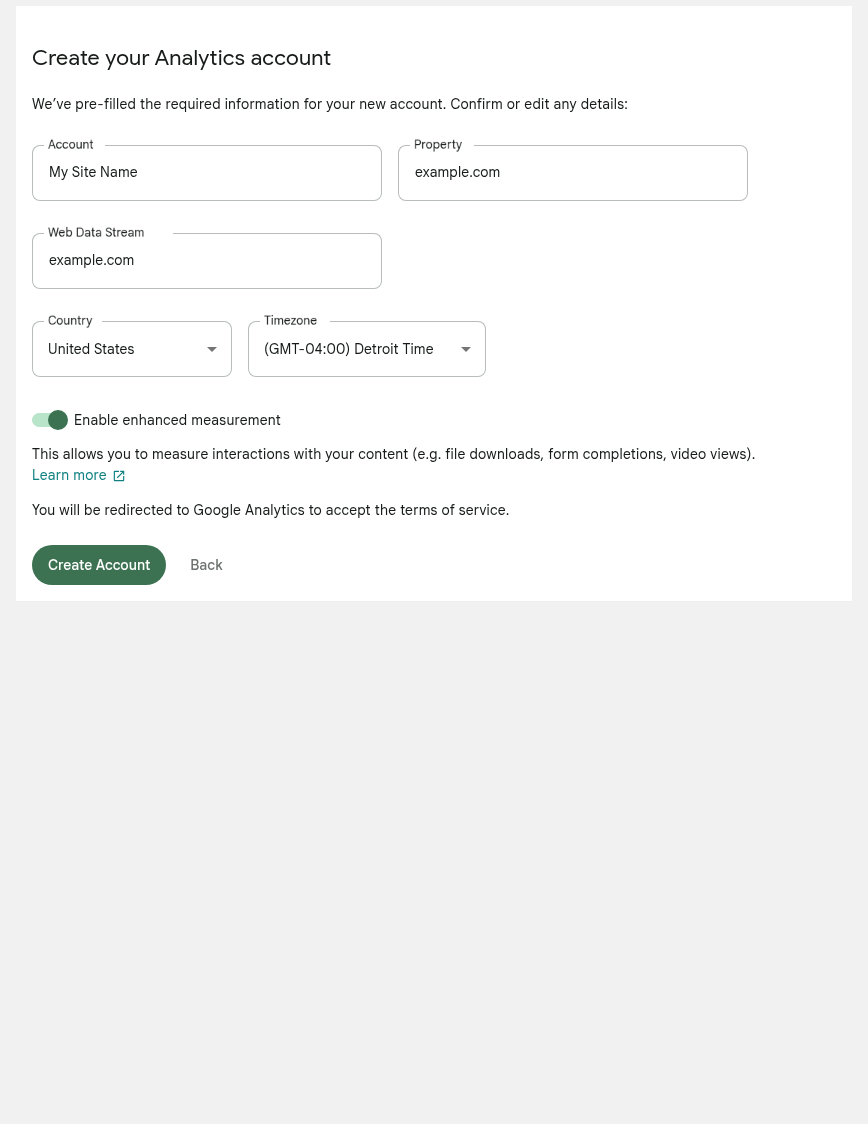 Create your Analytics account
We’ve pre-filled the required information for your new account. Confirm or edit any details:
Account
My Site Name
Property
example.com
Web Data Stream
example.com
Country
United States
Timezone
(GMT-04:00) Detroit Time
Enable enhanced measurement
This allows you to measure interactions with your content (e.g. file downloads, form completions, video views).
Learn more
You will be redirected to Google Analytics to accept the terms of service.
Create Account
Back